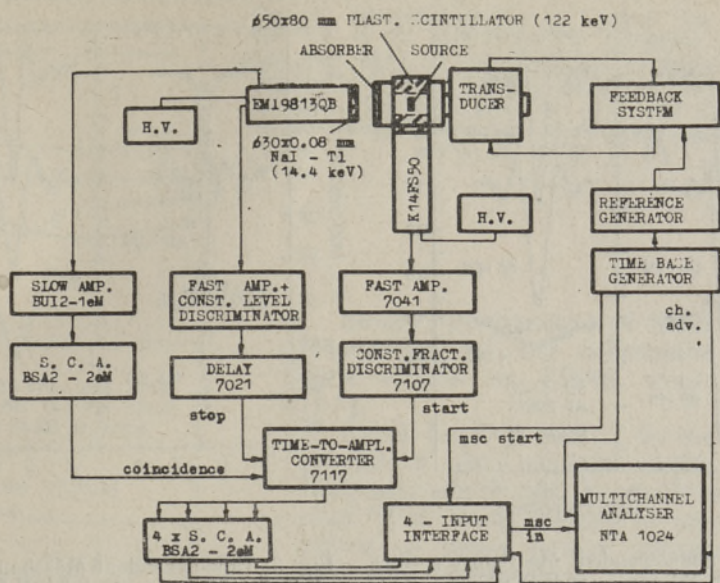 ø50x80 mm PLAST. SCINTILLATOR (122 keV)
ABSORBER
SOURCE
EMI9813QB
TRANS-
DUCER
FEEDBACK
SYSTEM
H.V.
ø30x0.08 mm
NaI - Tl
(14.4 keV)
K14FS50
H.V.
REFERENCE
GENERATOR
TIME BASE
GENERATOR
SLOW AMP.
BUI2-1eM
FAST AMP.+
CONST. LEVEL
DISCRIMINATOR
FAST AMP.
7041
ch.
adv.
S. C. A.
BSA2 - 2eM
DELAY
7021
CONST.FRACT.
DISCRIMINATOR
7107
stop
start
msc start
TIME-TO-AMPL.
CONVERTER
7117
coincidence
4 x S. C. A.
BSA2 - 2eM
4 - INPUT
INTERFACE
msc
in
MULTICHANNEL
ANALYSER
NTA 1024